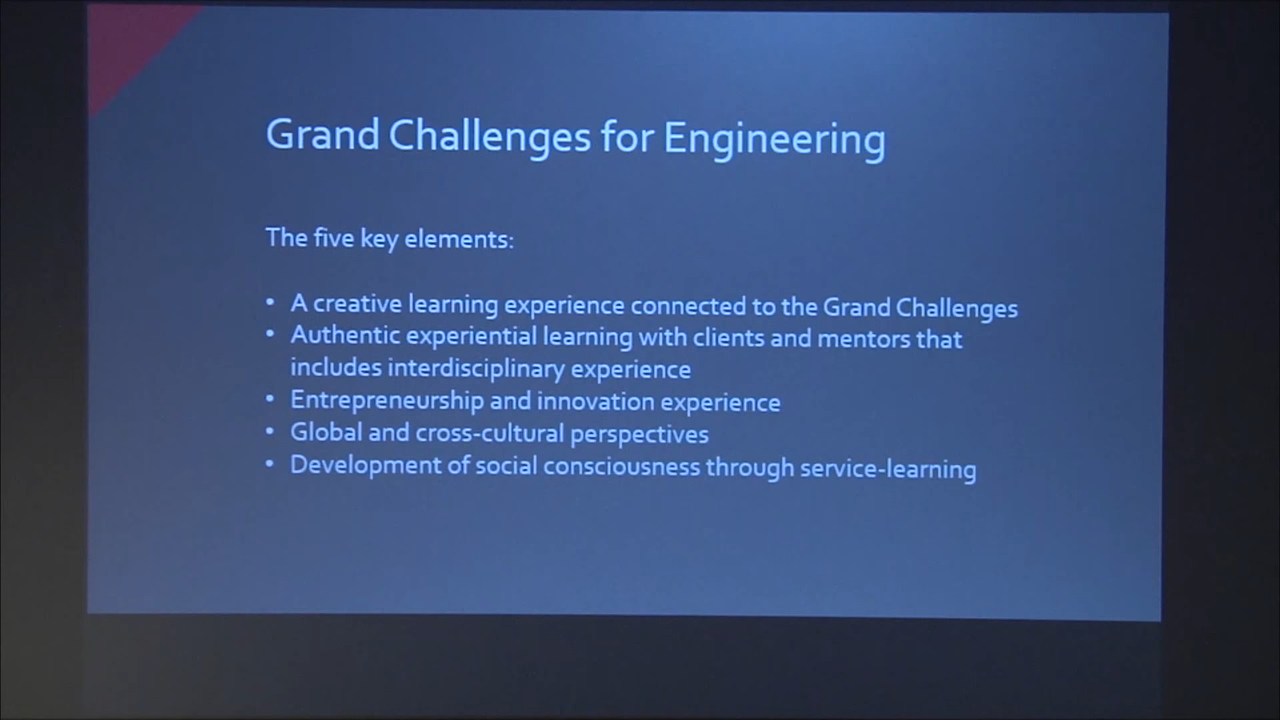 Grand Challenges for Engineering
The five key elements:
• A creative learning experience connected to the Grand Challenges
• Authentic experiential learning with clients and mentors that
includes interdisciplinary experience
• Entrepreneurship and innovation experience
• Global and cross-cultural perspectives
• Development of social consciousness through service-learning